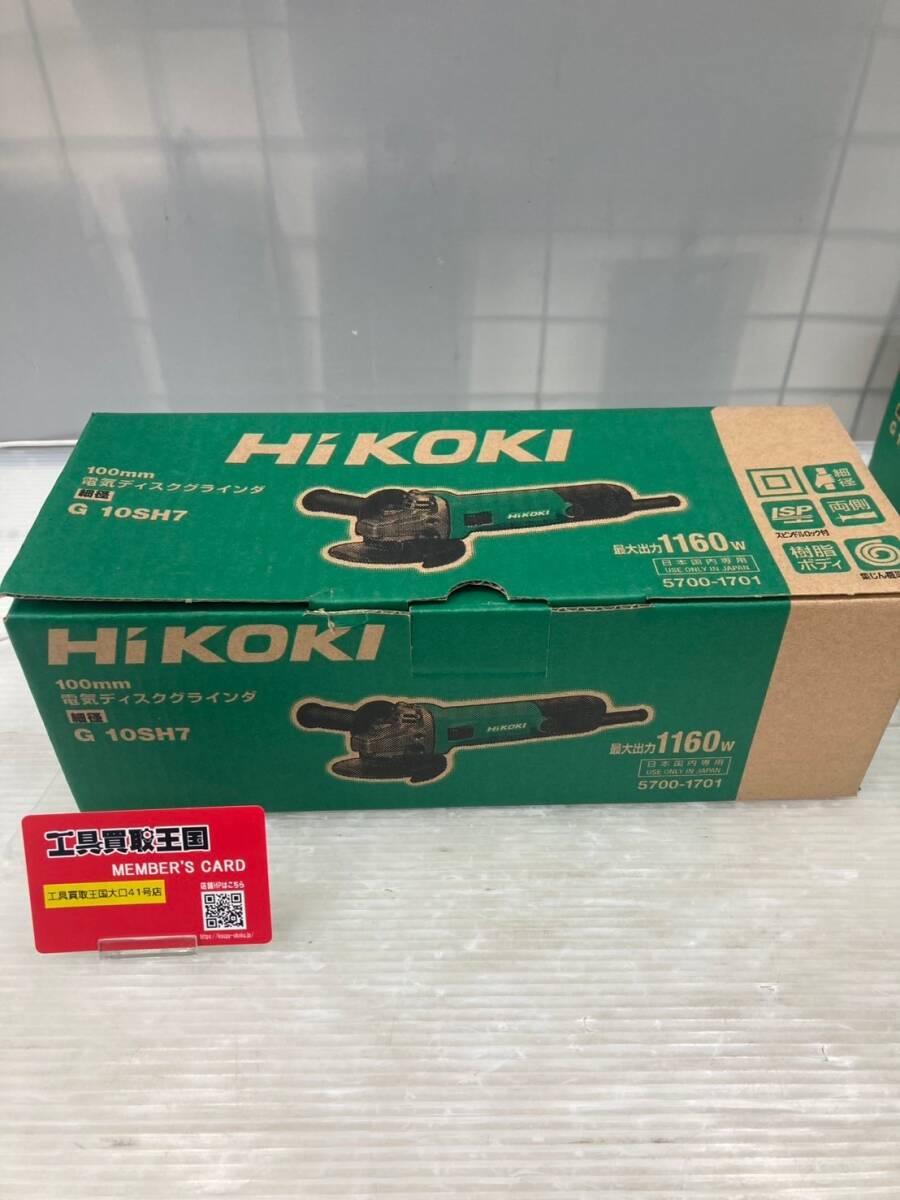 HiKOKI
100mm
電気ディスクグラインダ
細径
G 10SH7
HiKOKI
最大出力1160W
日本国内専用
USE ONLY IN JAPAN
5700-1701
細径
ISP
スピンドルロック付
両側
樹脂ボディ
HiKOKI
100mm
電気ディスクグラインダ
細径
G 10SH7
HiKOKI
最大出力1160W
日本国内専用
USE ONLY IN JAPAN
5700-1701
G 1
工具買取王国
MEMBER'S CARD
工具買取王国大口41号店
店舗HPはこちら